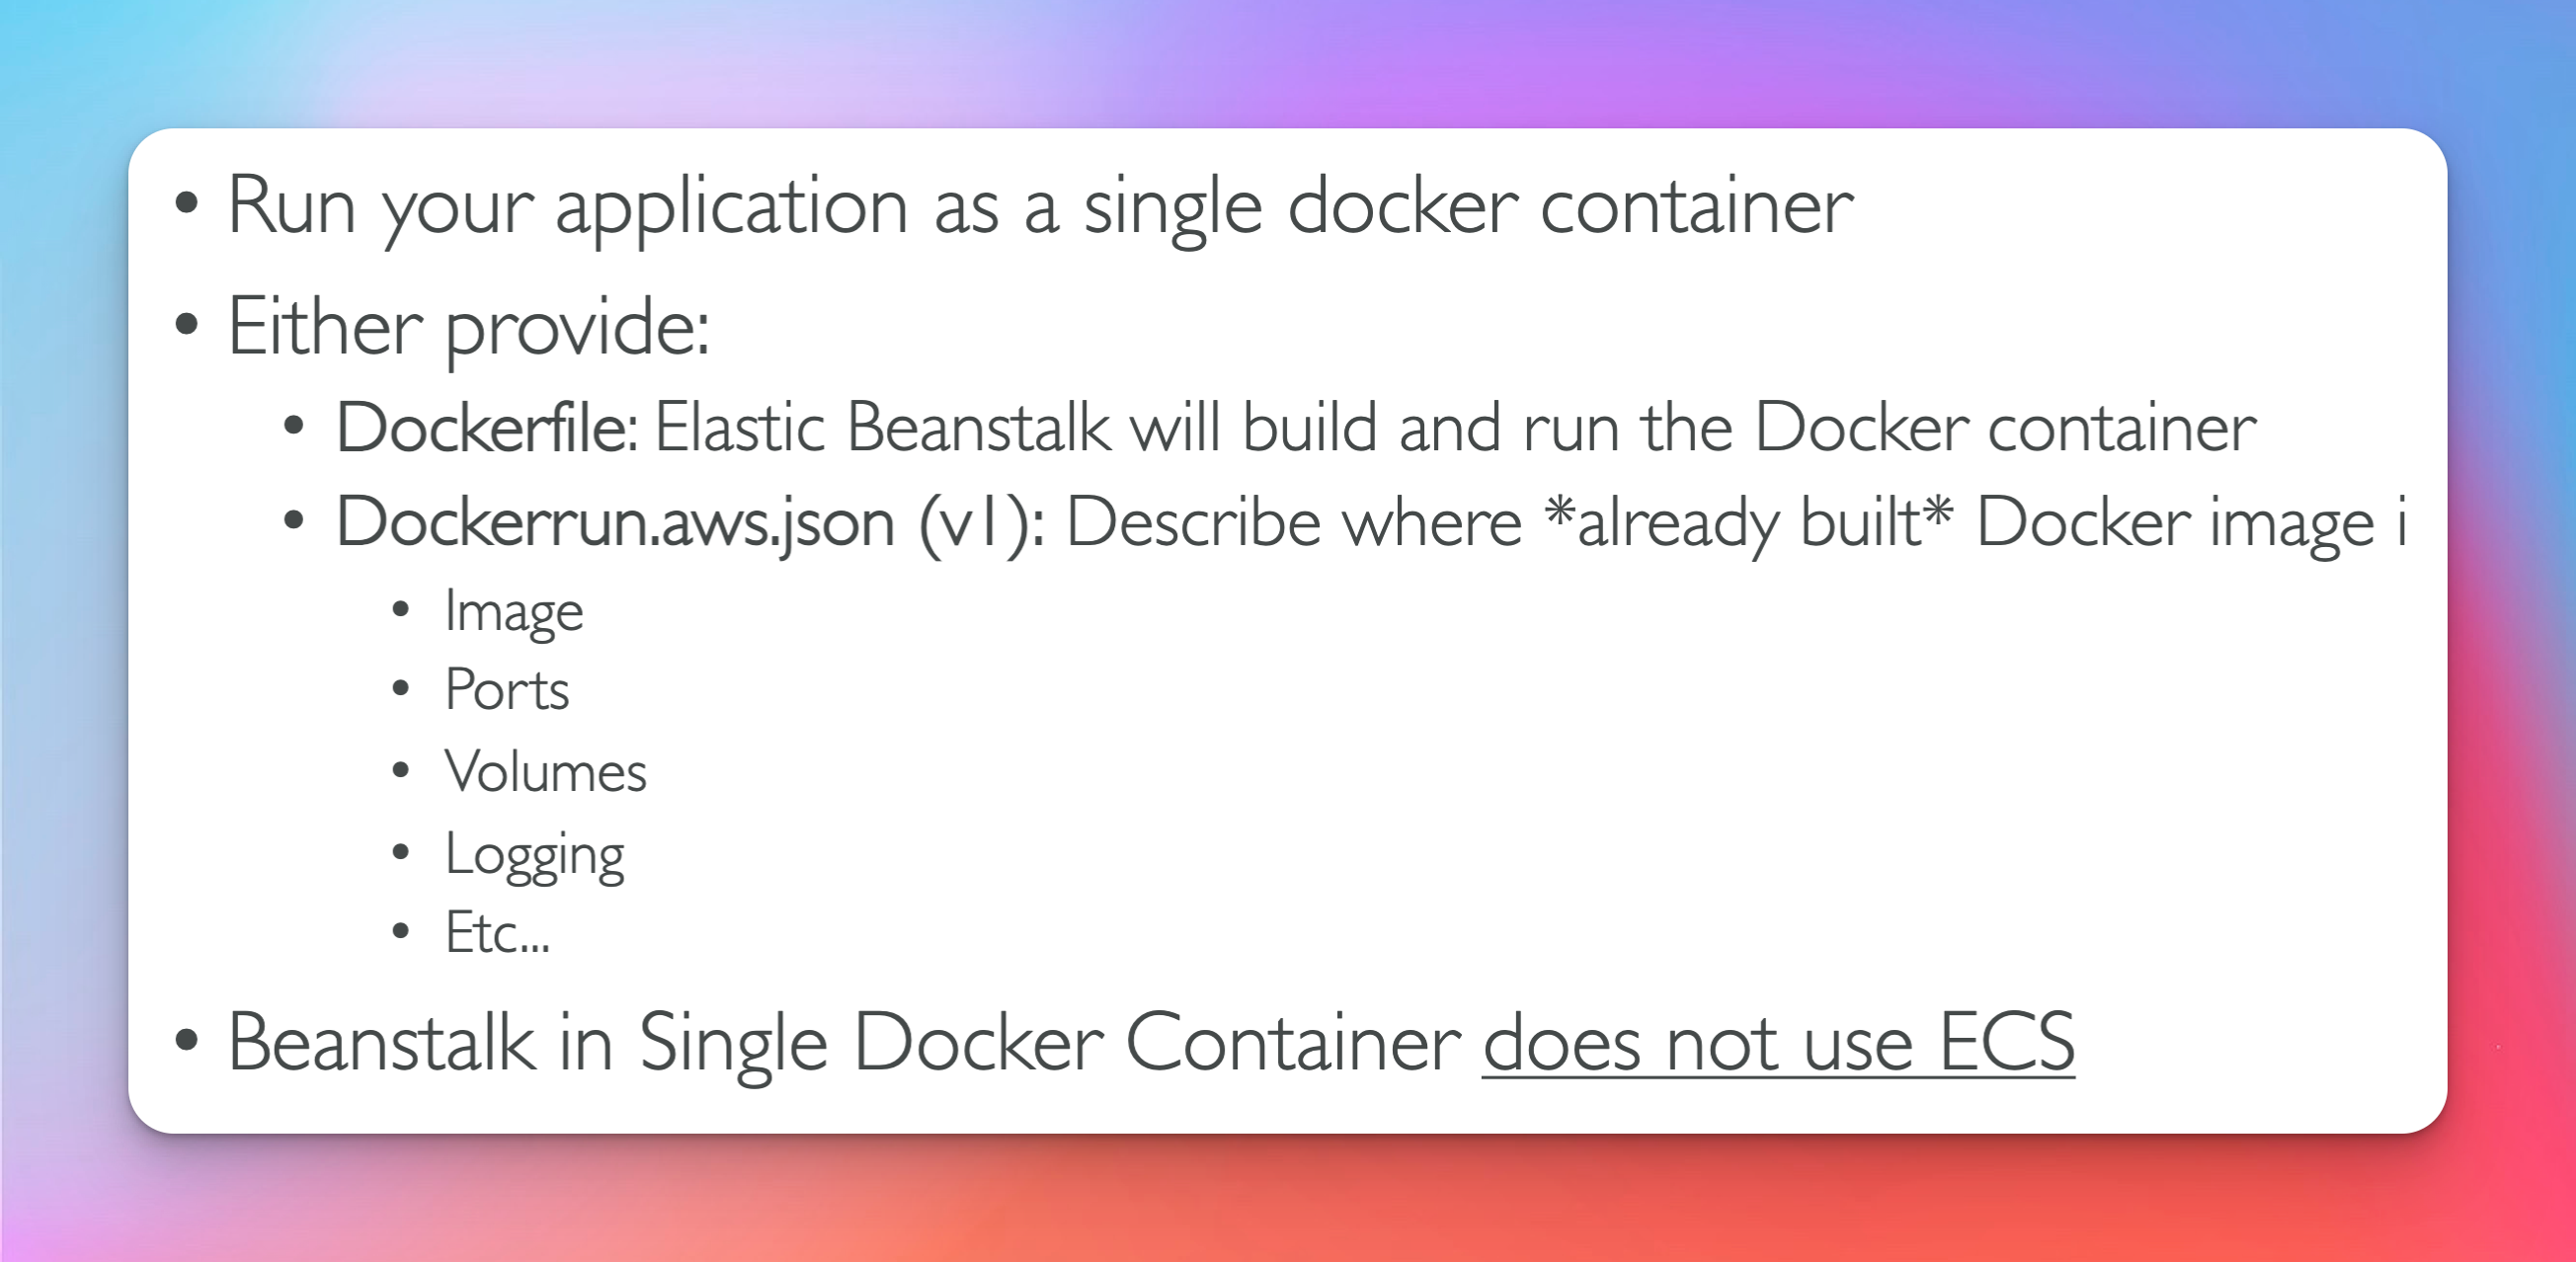 • Run your application as a single docker container
• Either provide:
• Dockerfile: Elastic Beanstalk will build and run the Docker container
• Dockerrun.aws.json (v1): Describe where *already built* Docker image i
• Image
• Ports
• Volumes
• Logging
• Etc...
• Beanstalk in Single Docker Container does not use ECS